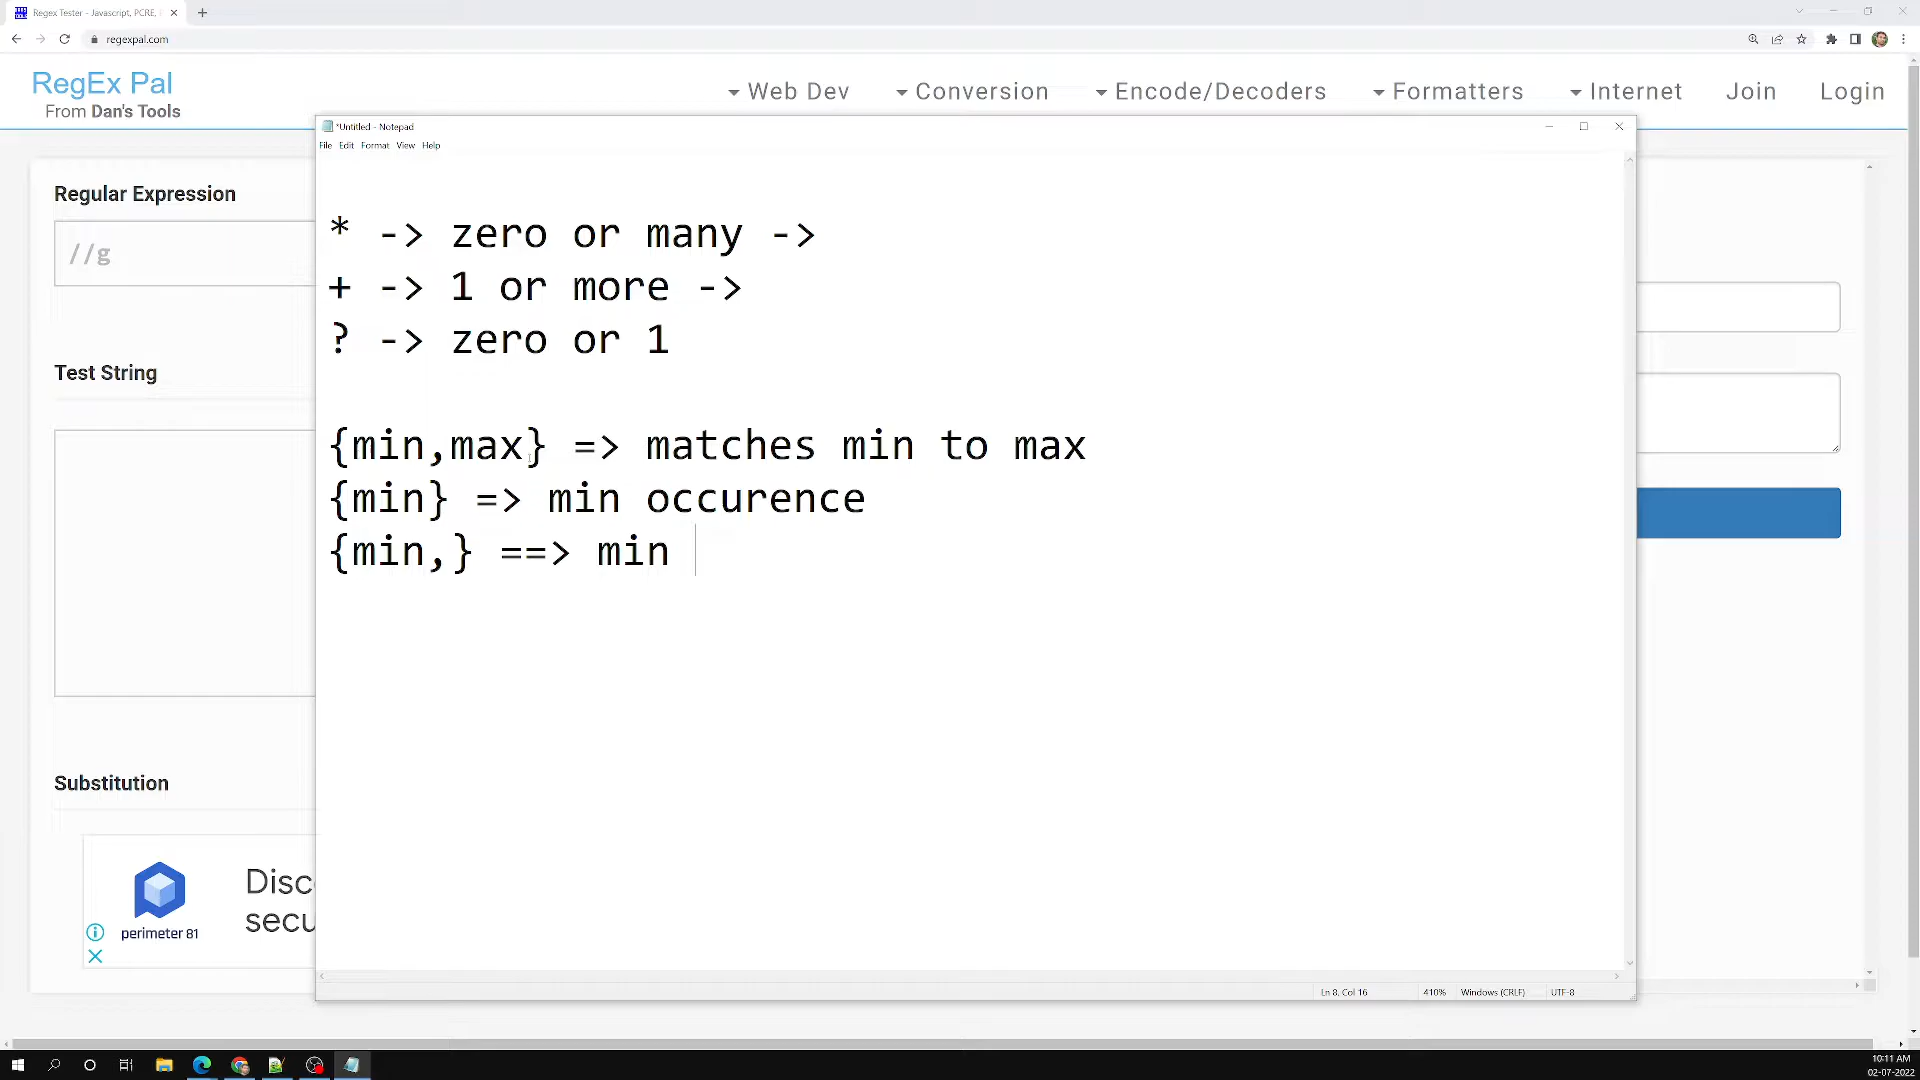 Regex Tester - Javascript, PCRE,
regexpal.com
RegEx Pal
From Dan's Tools
Web Dev
Conversion
Encode/Decoders
Formatters
Internet
Join
Login
*Untitled - Notepad
File Edit Format View Help
Regular Expression
//g
Test String
Substitution
* -> zero or many ->
+ -> 1 or more ->
? -> zero or 1
{min,max} => matches min to max
{min} => min occurence
{min,} ==> min
perimeter 81
Disc
secu
Ln 8, Col 16
410%
Windows (CRLF)
UTF-8
10:11 AM
02-07-2022